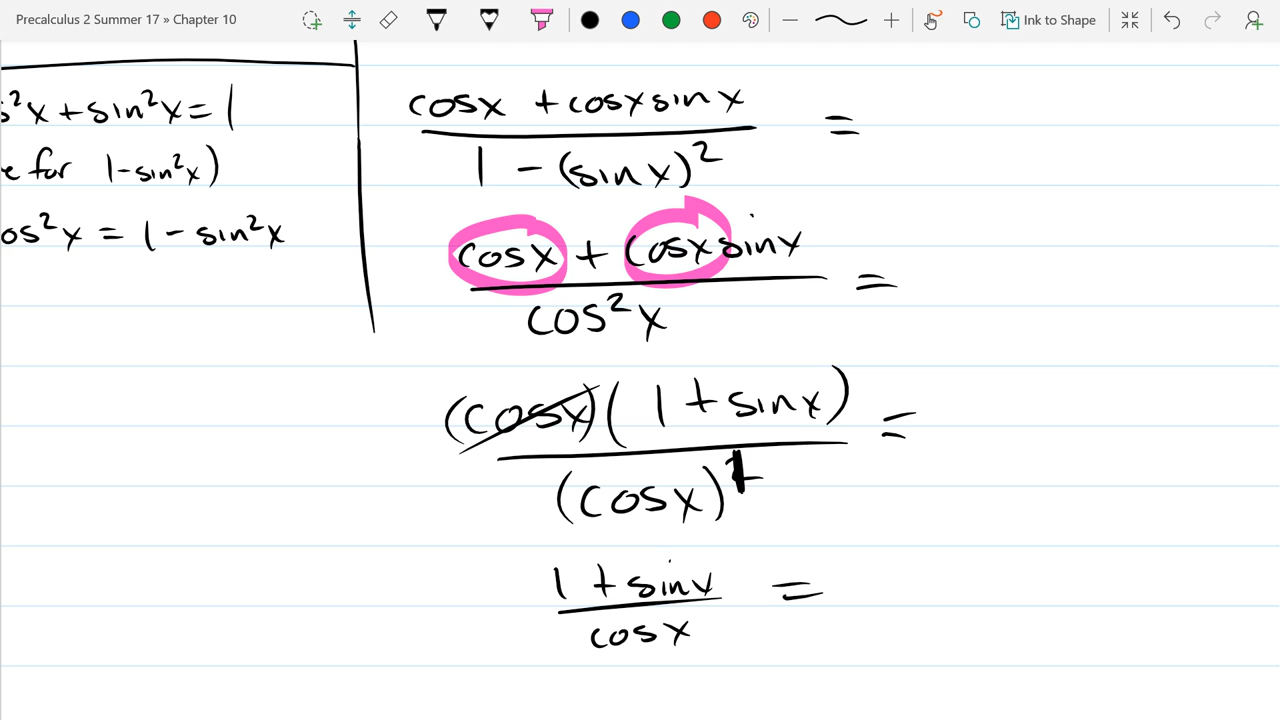 Precalculus 2 Summer 17 » Chapter 10
Ink to Shape
s²x + sin²x = 1
e for 1-sin²x)
os²x = 1 - sin²x
cosx + cosxsinx =
1 - (sinx)²
cosx + cosxsinx =
cos²x
(cosx)(1 + sinx) =
(cosx)
1 + sinx =
cosx